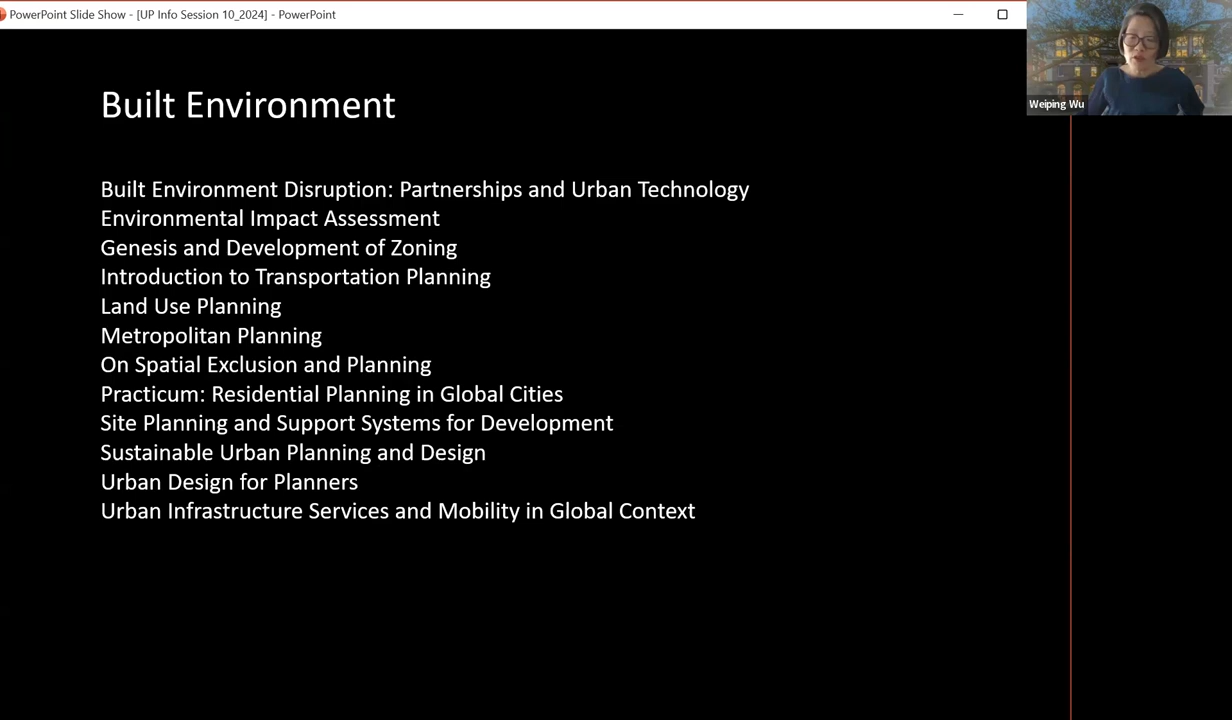 PowerPoint Slide Show - [UP Info Session 10_2024] - PowerPoint
Weiping Wu
Built Environment
Built Environment Disruption: Partnerships and Urban Technology
Environmental Impact Assessment
Genesis and Development of Zoning
Introduction to Transportation Planning
Land Use Planning
Metropolitan Planning
On Spatial Exclusion and Planning
Practicum: Residential Planning in Global Cities
Site Planning and Support Systems for Development
Sustainable Urban Planning and Design
Urban Design for Planners
Urban Infrastructure Services and Mobility in Global Context